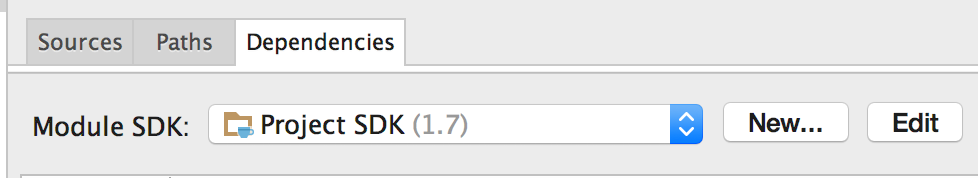 Sources Paths Dependencies
Module SDK: Project SDK (1.7) New... Edit